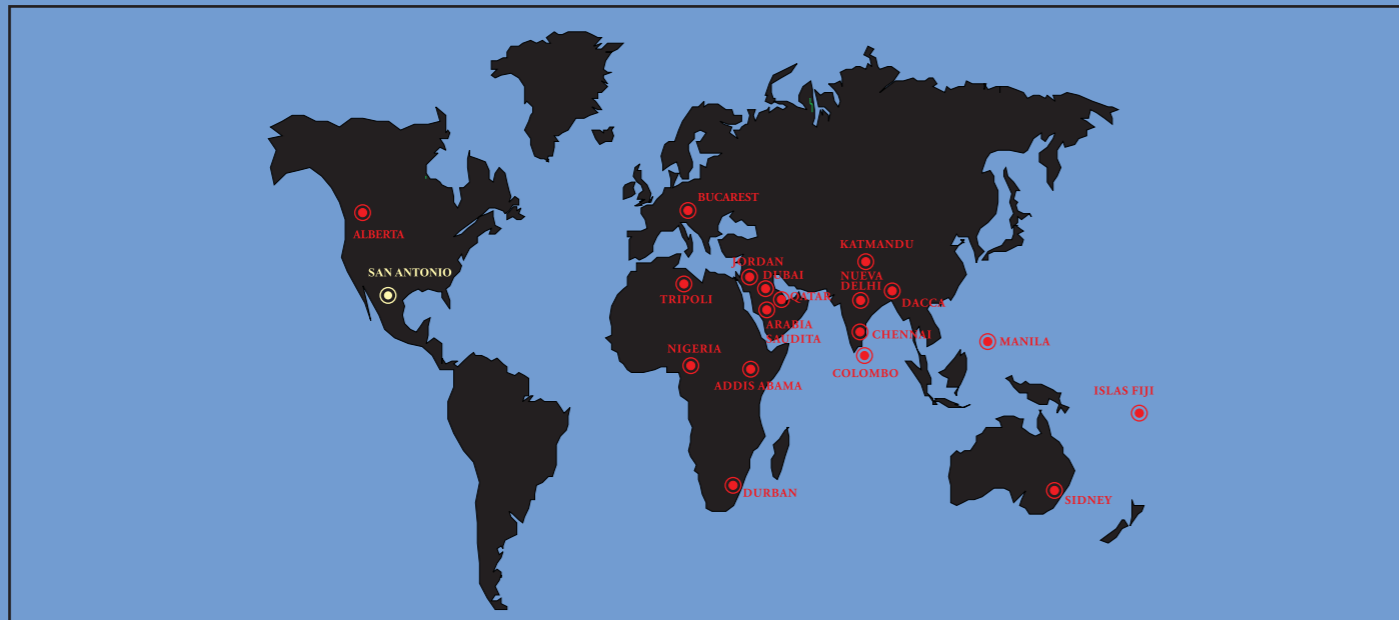 BUCAREST
ALBERTA
KATMANDU
JORDAN
SAN ANTONIO
DUBAI
NUEVA
DELHI
TRIPOLI
QATAR
DACCA
ARABIA
SAUDITA
CHENNAI
MANILA
NIGERIA
COLOMBO
ADDIS ABAMA
ISLAS FIJI
DURBAN
SIDNEY